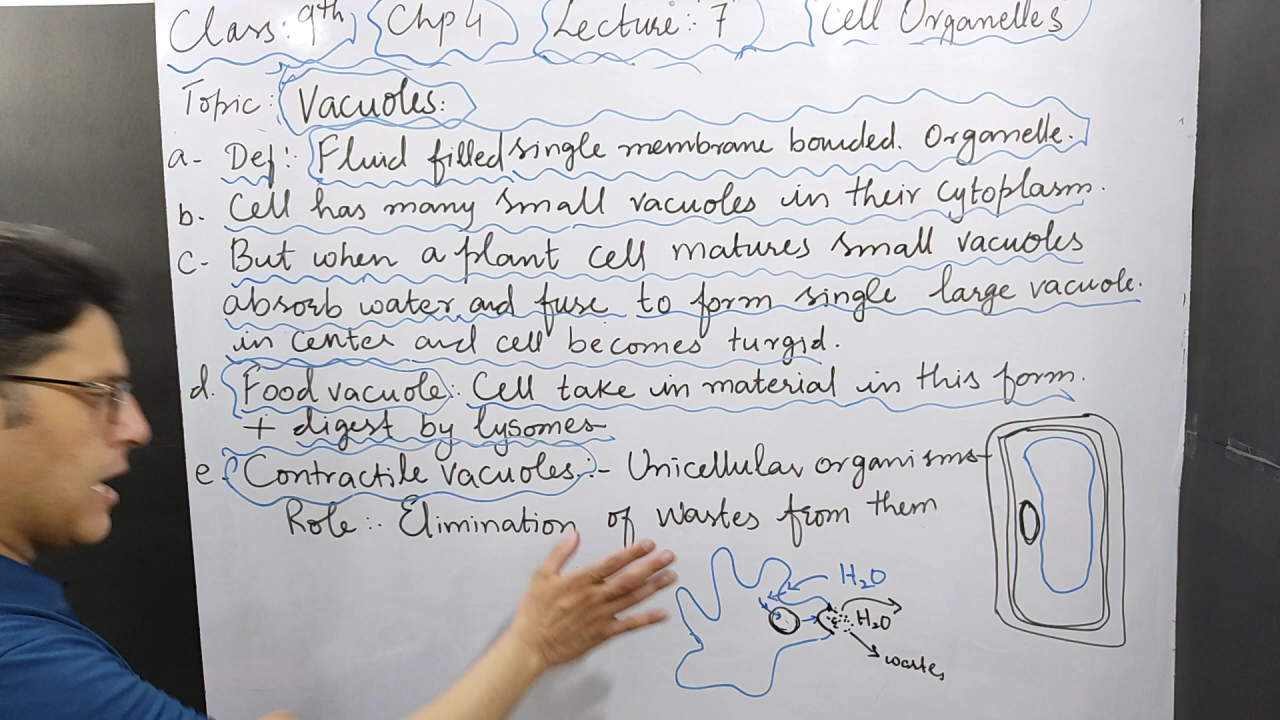 Class: 9th Chp 4 Lecture: 7 Cell Organelles
Topic: Vacuoles:
a- Def: Fluid filled single membrane bounded. Organelle.
b. Cell has many small vacuoles in their cytoplasm.
c- But when a plant cell matures small vacuoles
absorb water and fuse to form single large vacuole.
in center and cell becomes turgid.
d. Food vacuole: Cell take in material in this form.
+ digest by lysomes
e. Contractile Vacuoles:- Unicellular organisms
Role:. Elimination of wastes from them
H2O
H2O
wastes